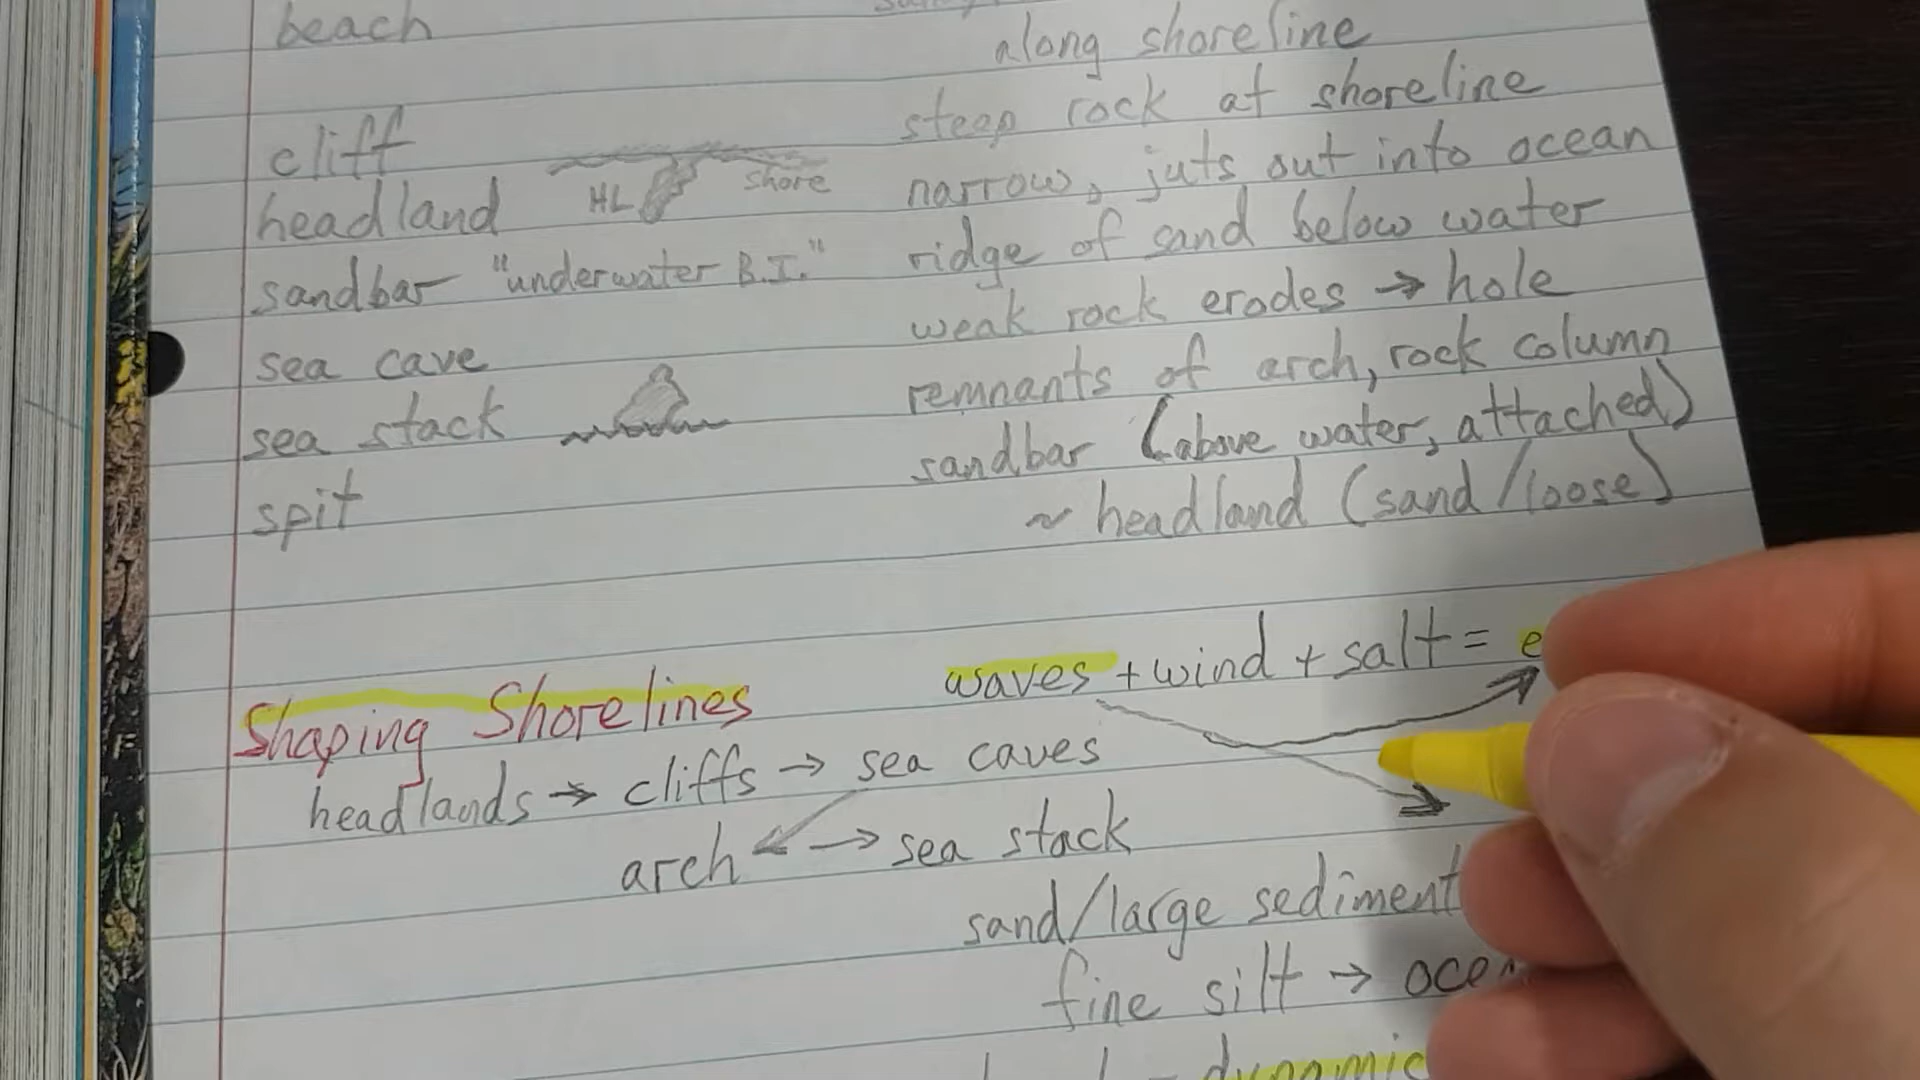 beach
along shoreline
cliff steep rock at shoreline
headland HL shore narrow, juts out into ocean
sandbar "underwater B.I." ridge of sand below water
sea cave weak rock erodes → hole
sea stack remnants of arch, rock column
spit sandbar (above water, attached)
~ headland (sand/loose)
waves + wind + salt = e
Shaping Shorelines
headlands → cliffs → sea caves
arch → sea stack
sand/large sediment
fine silt → ocea
dynamic